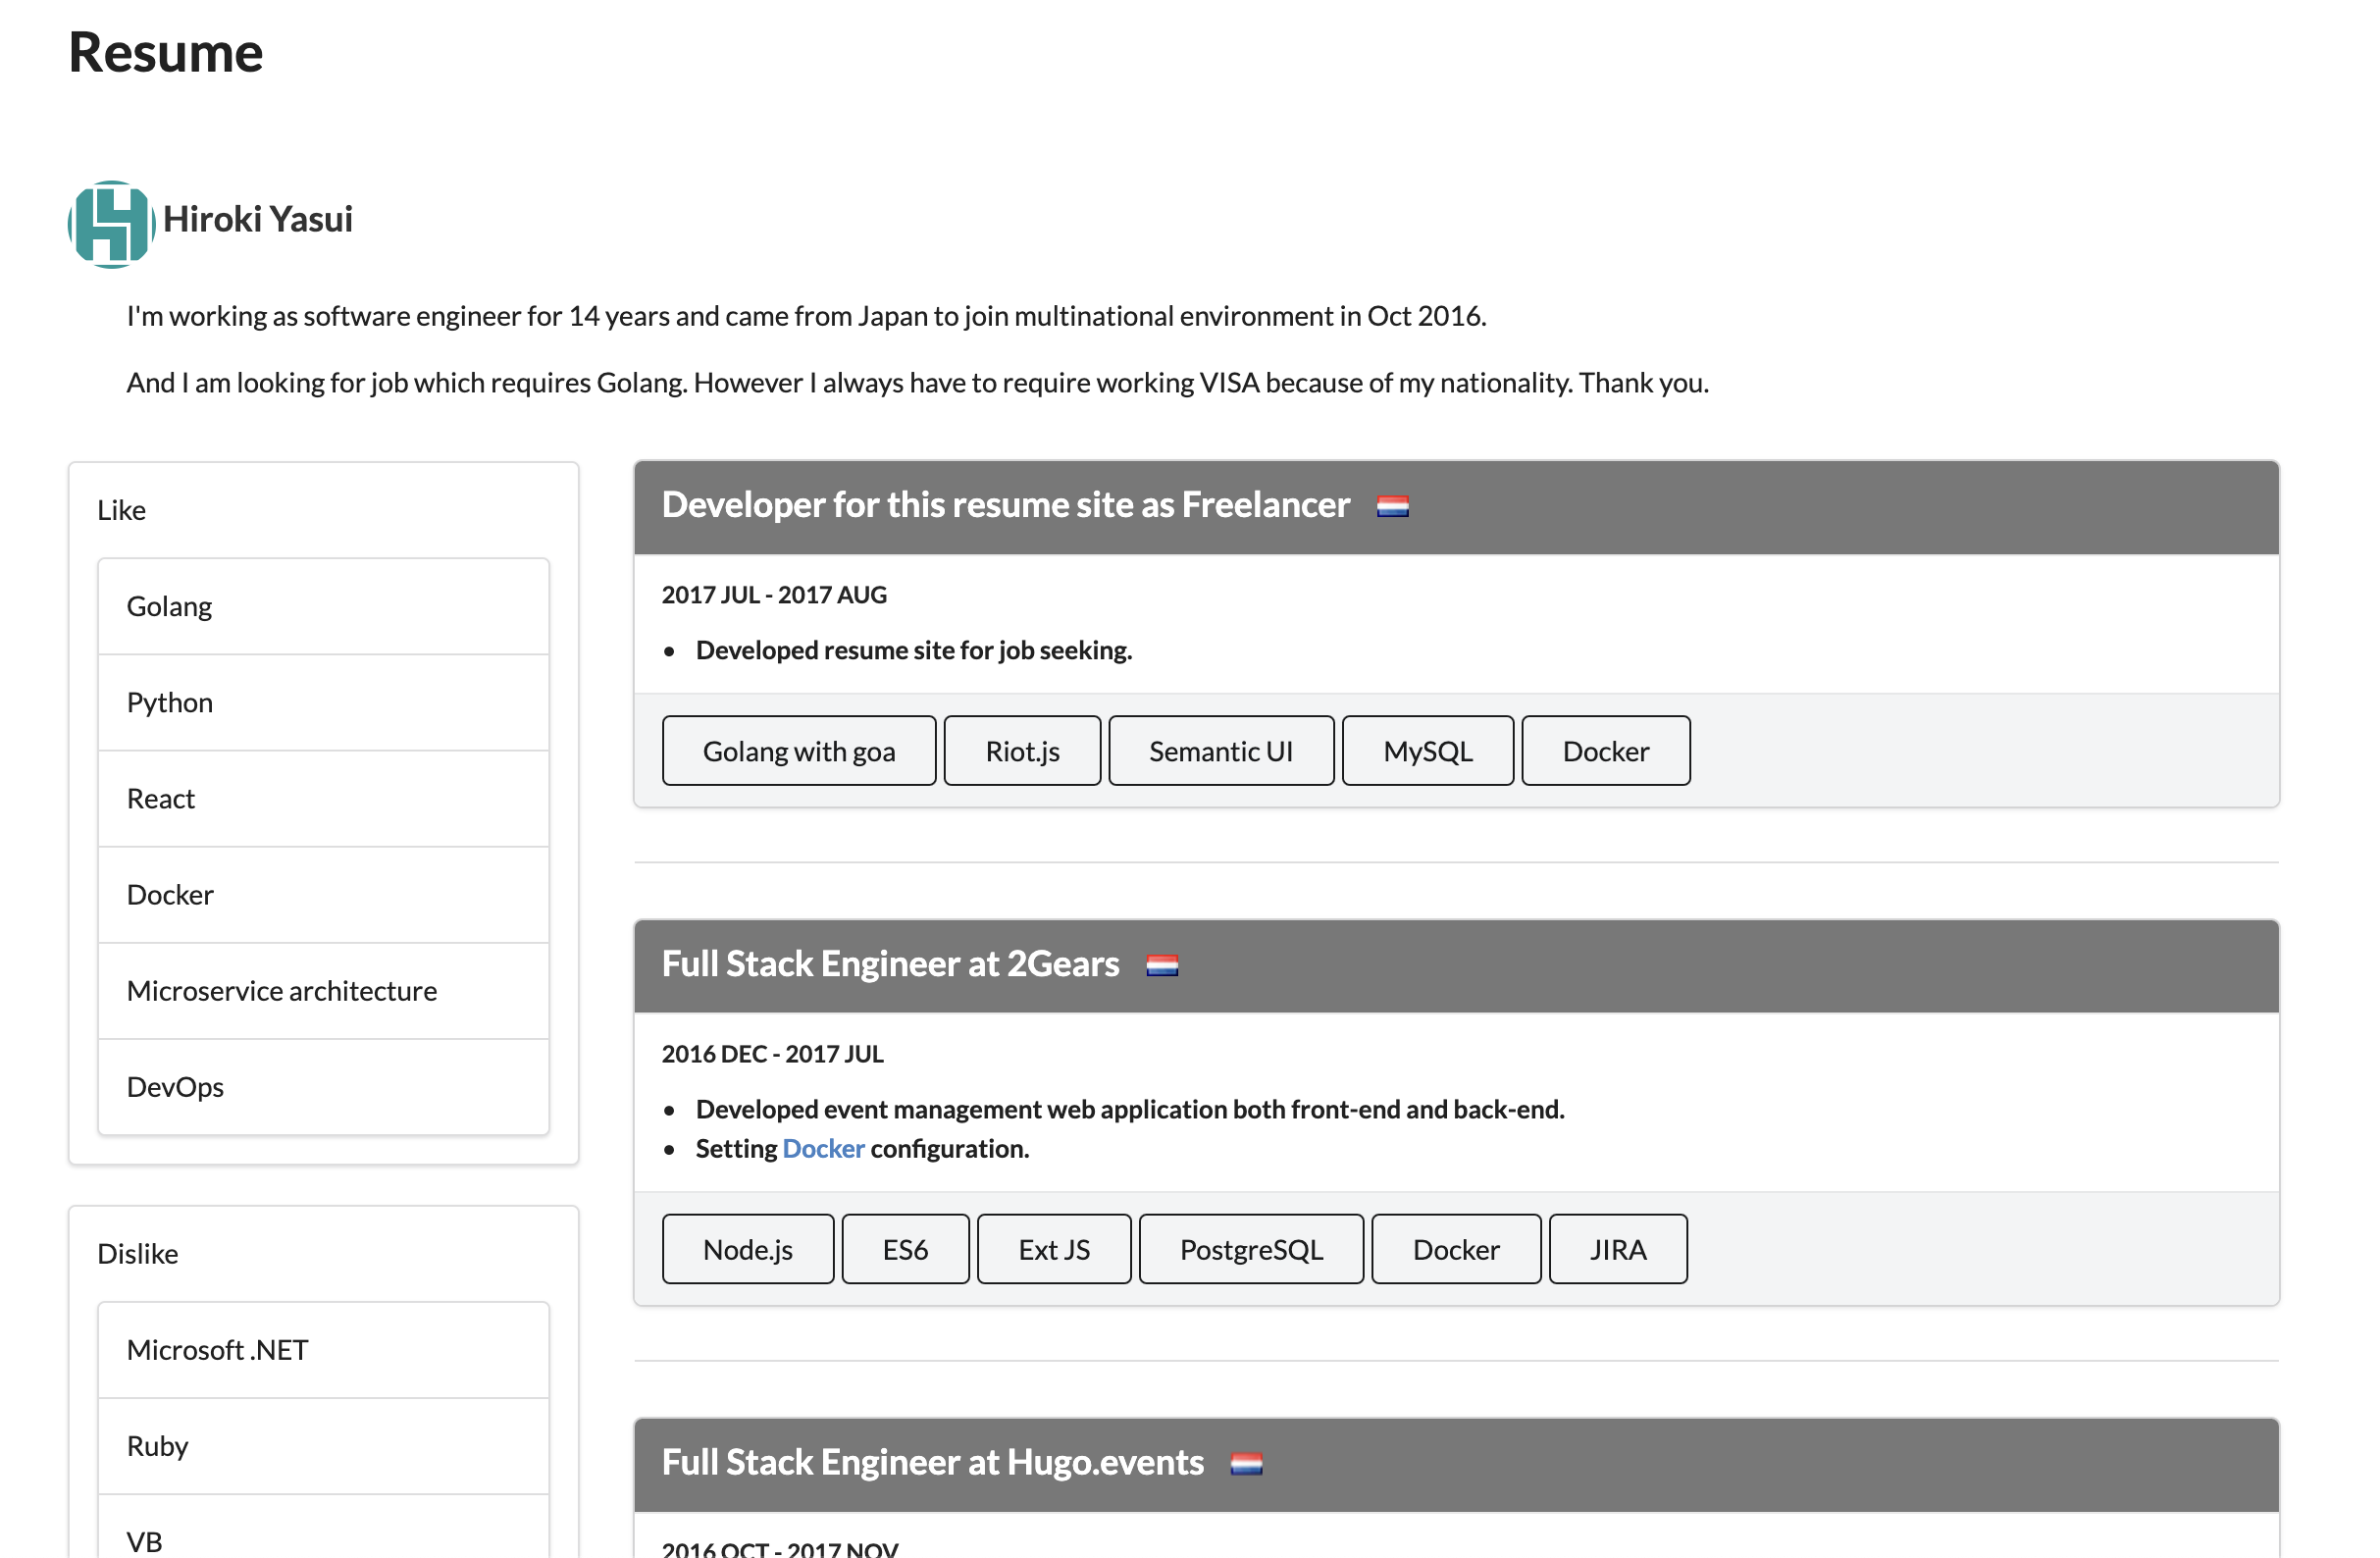 Resume
Hiroki Yasui
I'm working as software engineer for 14 years and came from Japan to join multinational environment in Oct 2016.
And I am looking for job which requires Golang. However I always have to require working VISA because of my nationality. Thank you.
Like
Golang
Python
React
Docker
Microservice architecture
DevOps
Dislike
Microsoft .NET
Ruby
VB
Developer for this resume site as Freelancer
2017 JUL - 2017 AUG
• Developed resume site for job seeking.
Golang with goa Riot.js Semantic UI MySQL Docker
Full Stack Engineer at 2Gears
2016 DEC - 2017 JUL
• Developed event management web application both front-end and back-end.
• Setting Docker configuration.
Node.js ES6 Ext JS PostgreSQL Docker JIRA
Full Stack Engineer at Hugo.events
2016 OCT - 2017 NOV